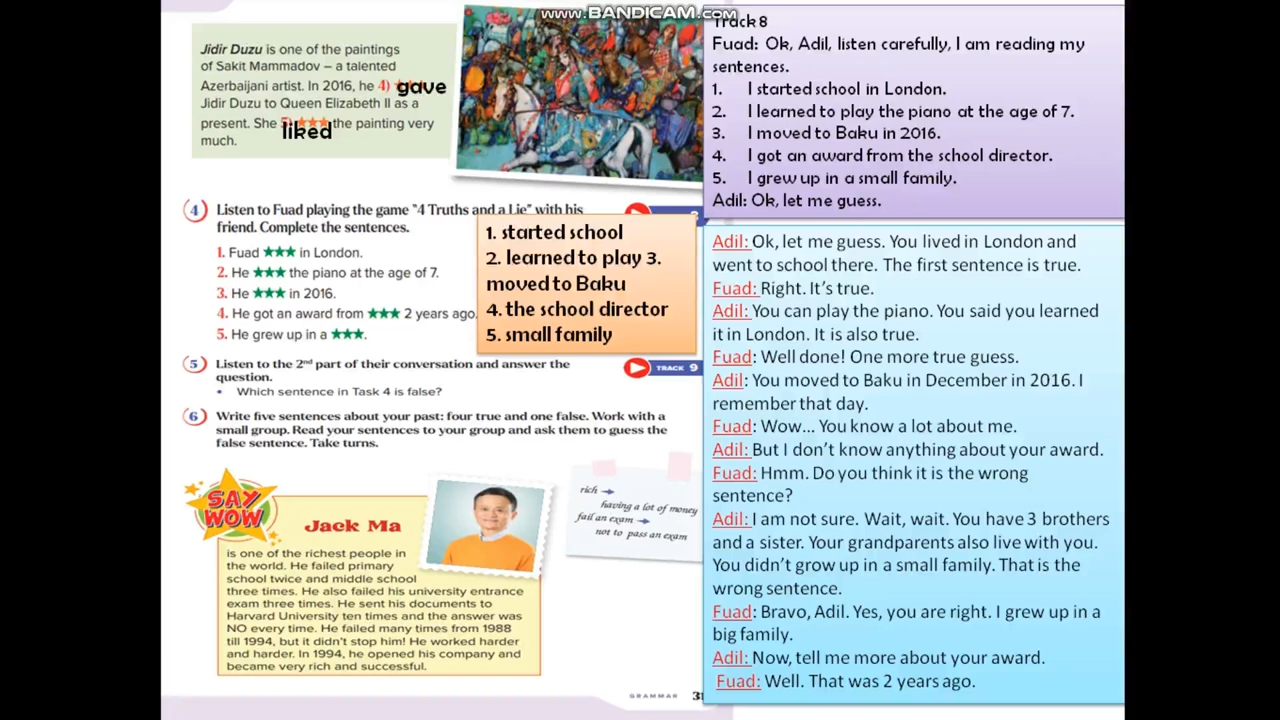 www.BANDICAM.com
Jidir Duzu is one of the paintings
of Sakit Mammadov – a talented
Azerbaijani artist. In 2016, he 4) gave
Jidir Duzu to Queen Elizabeth II as a
present. She 5) ★★★ the painting very
liked
much.
4 Listen to Fuad playing the game "4 Truths and a Lie" with his
friend. Complete the sentences.
1. Fuad ★★★ in London.
2. He ★★★ the piano at the age of 7.
3. He ★★★ in 2016.
4. He got an award from ★★★ 2 years ago.
5. He grew up in a ★★★.
1. started school
2. learned to play 3.
moved to Baku
4. the school director
5. small family
5 Listen to the 2nd part of their conversation and answer the
question.
TRACK 9
• Which sentence in Task 4 is false?
6 Write five sentences about your past: four true and one false. Work with a
small group. Read your sentences to your group and ask them to guess the
false sentence. Take turns.
SAY
WOW
Jack Ma
is one of the richest people in
the world. He failed primary
school twice and middle school
three times. He also failed his university entrance
exam three times. He sent his documents to
Harvard University ten times and the answer was
NO every time. He failed many times from 1988
till 1994, but it didn't stop him! He worked harder
and harder. In 1994, he opened his company and
became very rich and successful.
rich →
having a lot of money
fail an exam →
not to pass an exam
GRAMMAR
Track 8
Fuad: Ok, Adil, listen carefully, I am reading my
sentences.
1. I started school in London.
2. I learned to play the piano at the age of 7.
3. I moved to Baku in 2016.
4. I got an award from the school director.
5. I grew up in a small family.
Adil: Ok, let me guess.
Adil: Ok, let me guess. You lived in London and
went to school there. The first sentence is true.
Fuad: Right. It's true.
Adil: You can play the piano. You said you learned
it in London. It is also true.
Fuad: Well done! One more true guess.
Adil: You moved to Baku in December in 2016. I
remember that day.
Fuad: Wow... You know a lot about me.
Adil: But I don't know anything about your award.
Fuad: Hmm. Do you think it is the wrong
sentence?
Adil: I am not sure. Wait, wait. You have 3 brothers
and a sister. Your grandparents also live with you.
You didn't grow up in a small family. That is the
wrong sentence.
Fuad: Bravo, Adil. Yes, you are right. I grew up in a
big family.
Adil: Now, tell me more about your award.
Fuad: Well. That was 2 years ago.